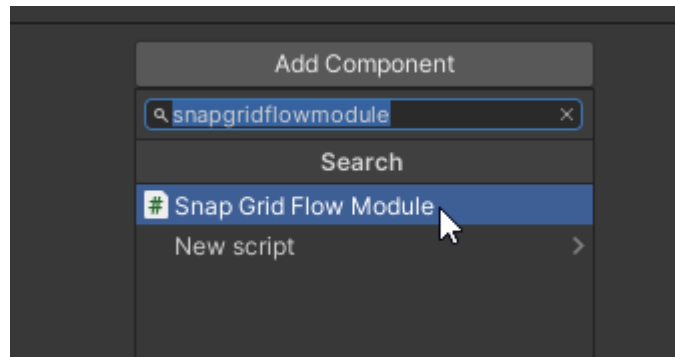 Add Component
snapgridflowmodule
Search
# Snap Grid Flow Module
New script